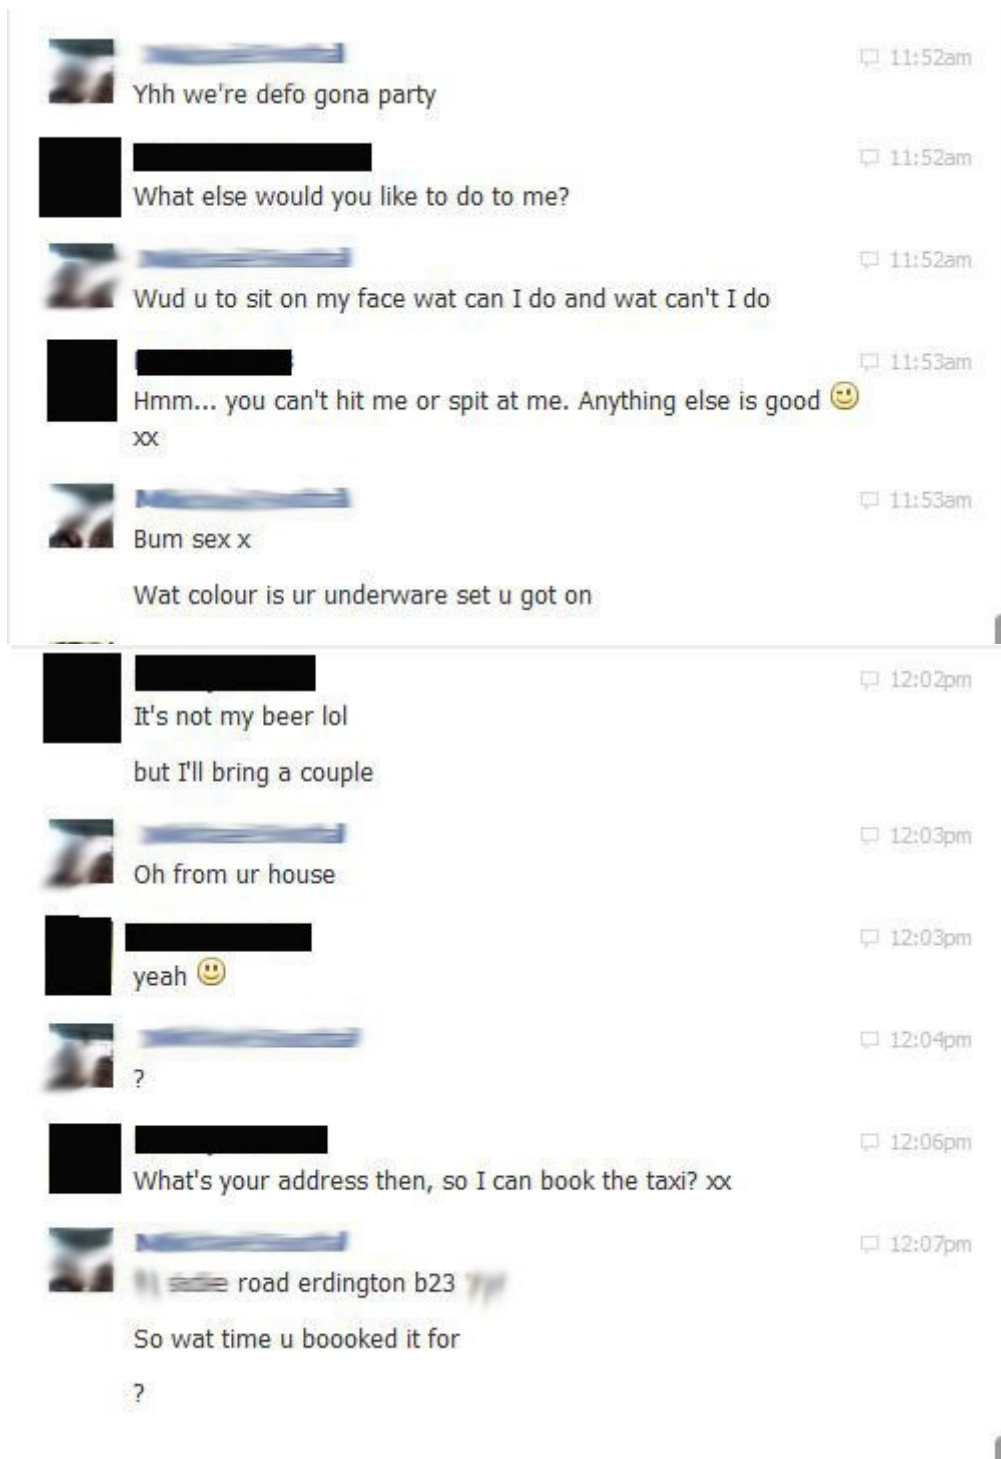 11:52am
Yhh we're defo gona party
11:52am
What else would you like to do to me?
11:52am
Wud u to sit on my face wat can I do and wat can't I do
11:53am
Hmm... you can't hit me or spit at me. Anything else is good
xx
11:53am
Bum sex x
Wat colour is ur underware set u got on
12:02pm
It's not my beer lol
but I'll bring a couple
12:03pm
Oh from ur house
12:03pm
yeah
12:04pm
?
12:06pm
What's your address then, so I can book the taxi? xx
12:07pm
road erdington b23
So wat time u boooked it for
?